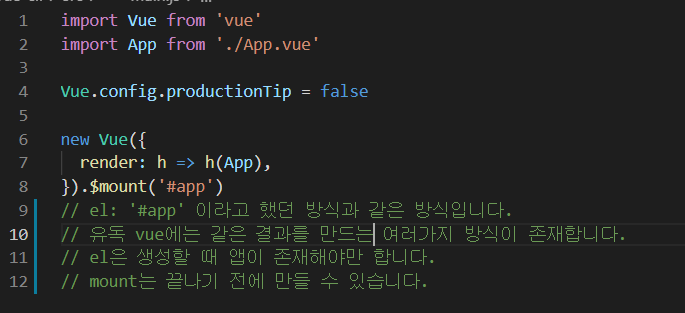 1 import Vue from 'vue'
2 import App from './App.vue'
3
4 Vue.config.productionTip = false
5
6 new Vue({
7 render: h => h(App),
8 }).$mount('#app')
9 // el: '#app' 이라고 했던 방식과 같은 방식입니다.
10 // 유독 vue에는 같은 결과를 만드는 여러가지 방식이 존재합니다.
11 // el은 생성할 때 앱이 존재해야만 합니다.
12 // mount는 끝나기 전에 만들 수 있습니다.